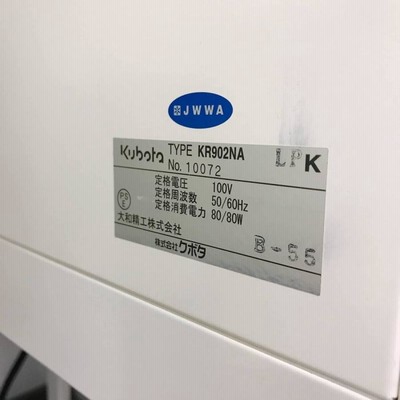 JWWA
Kubota TYPE KR902NA LP K
No. 10072
定格電圧 100V
定格周波数 50/60Hz
定格消費電力 80/80W
PS
E
大和精工株式会社
株式会社クボタ
B-55